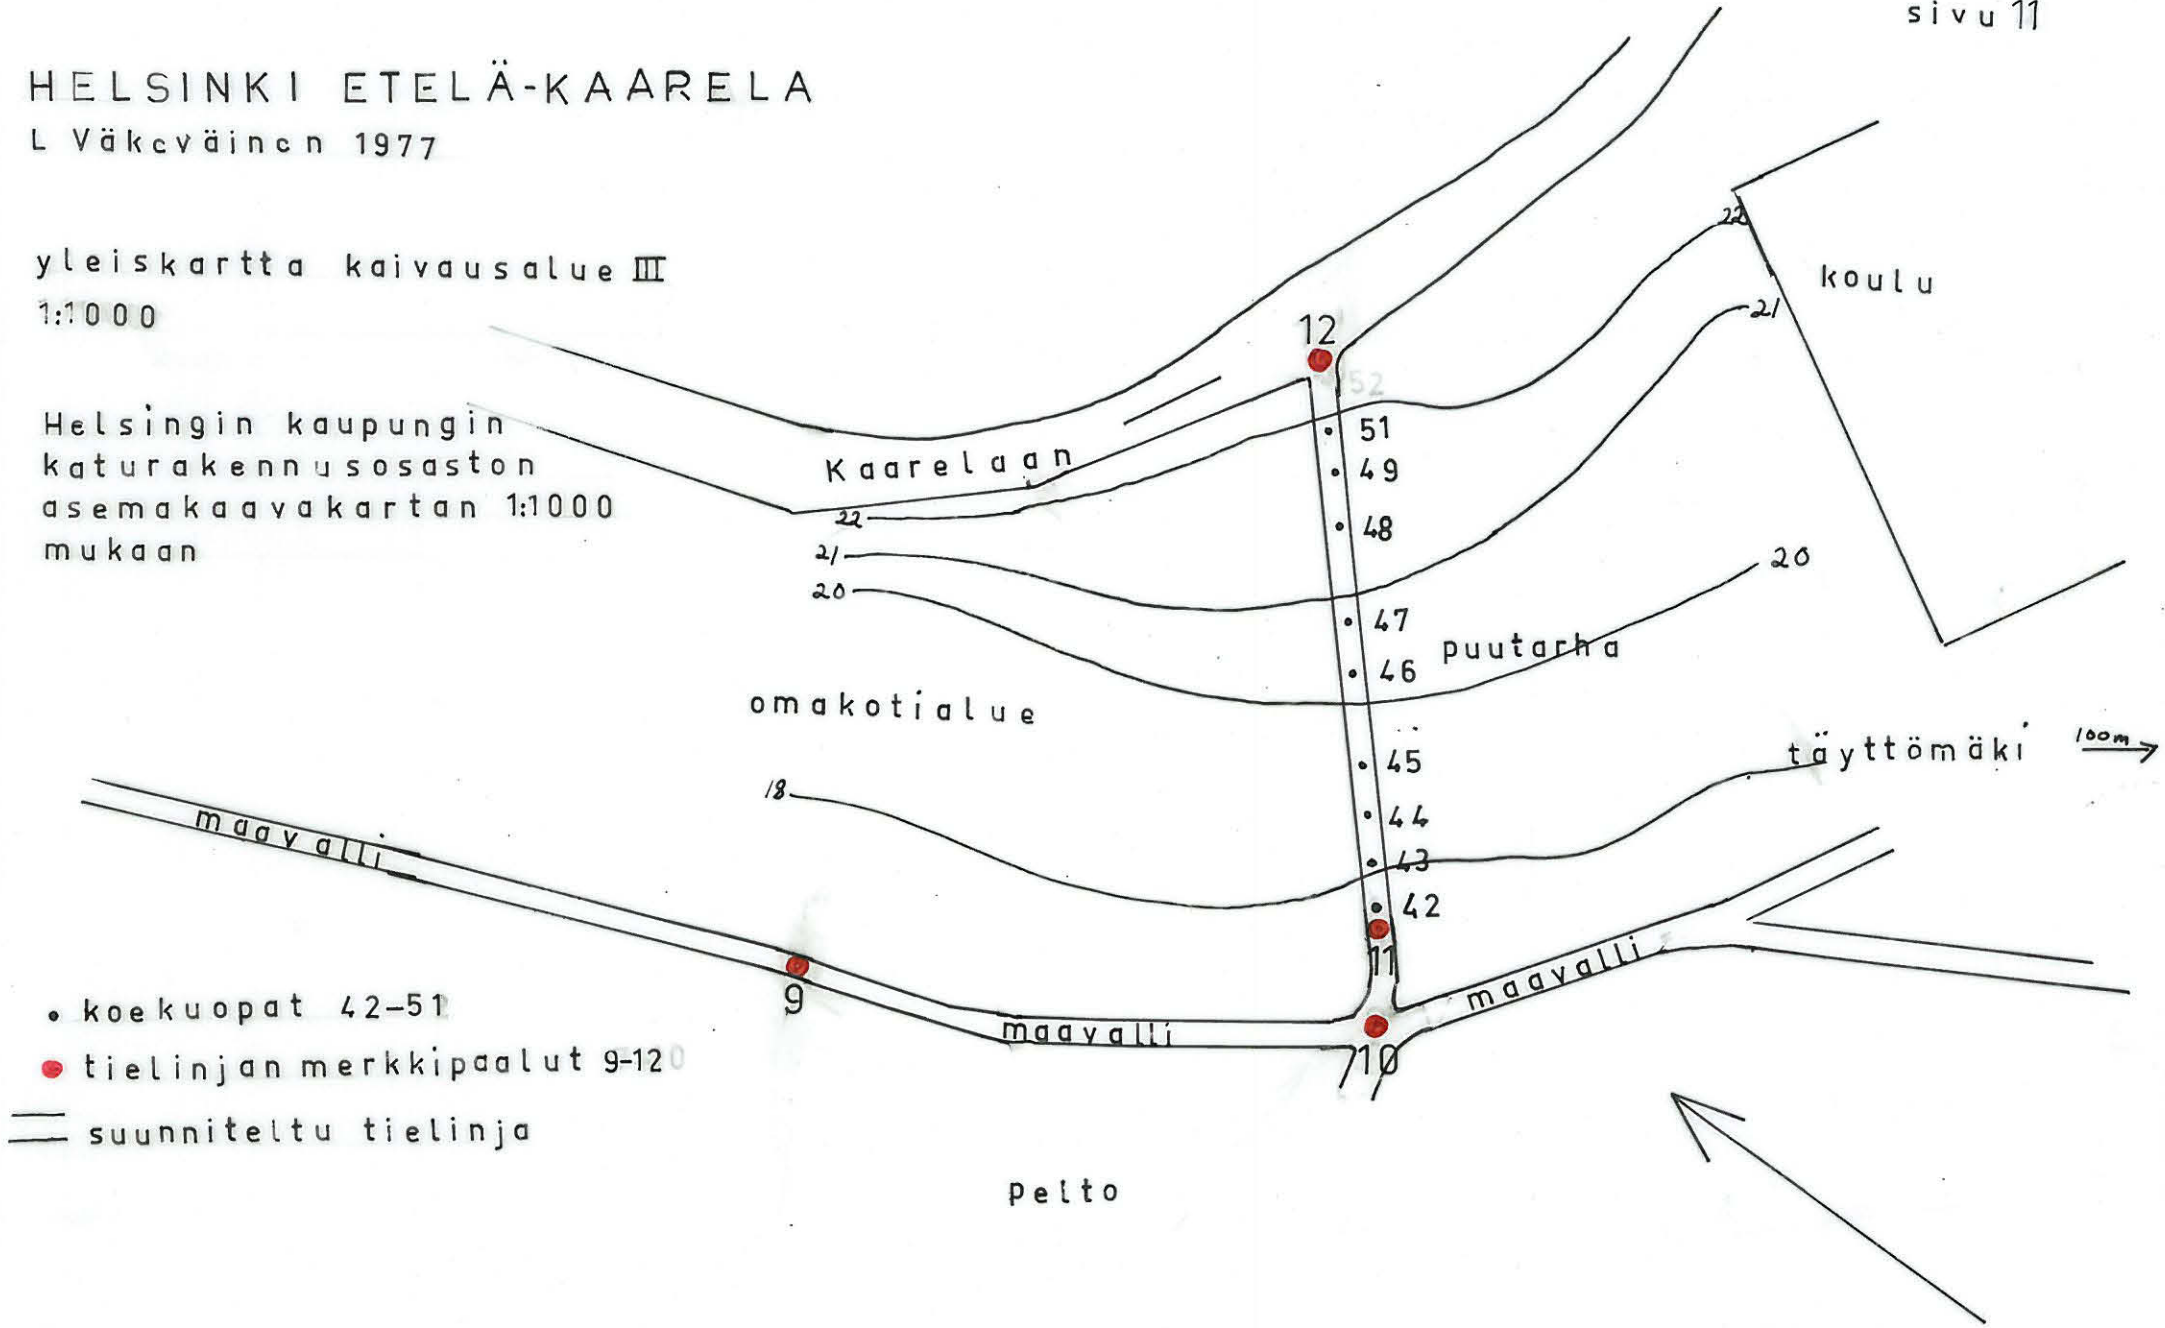 sivu 11
HELSINKI ETELÄ-KAARELA
L Väkeväinen 1977
yleiskartta kaivausalue III
1:1000
Helsingin kaupungin
katurakennusosaston
asemakaavakartan 1:1000
mukaan
koulu
22
21
12
52
51
49
48
47
46
45
44
43
42
11
10
9
Kaarelaan
22
21
20
18
20
puutarha
omakotialue
täyttömäki 100m
maavalli
maavalli
maavalli
koekuopat 42-51
tielinjan merkkipaalut 9-12
suunniteltu tielinja
pelto